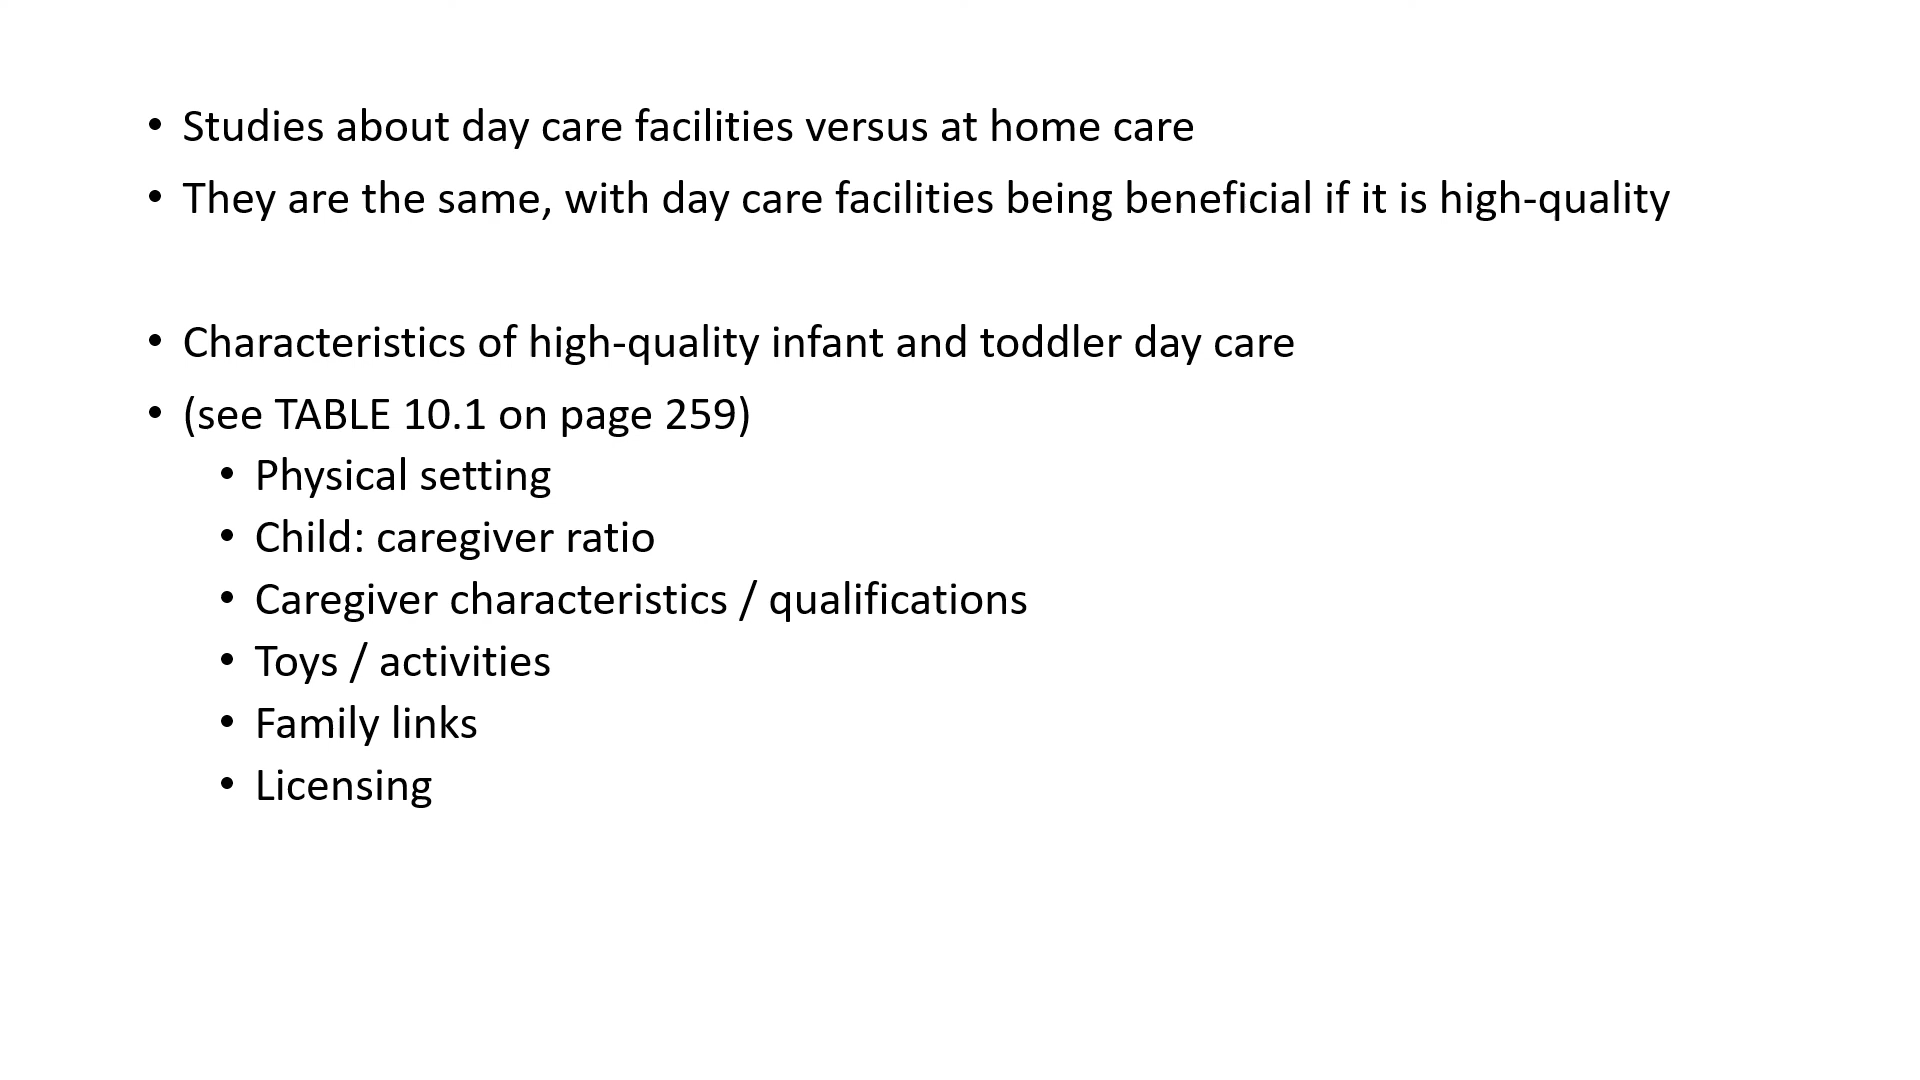 • Studies about day care facilities versus at home care
• They are the same, with day care facilities being beneficial if it is high-quality
• Characteristics of high-quality infant and toddler day care
• (see TABLE 10.1 on page 259)
• Physical setting
• Child: caregiver ratio
• Caregiver characteristics / qualifications
• Toys / activities
• Family links
• Licensing